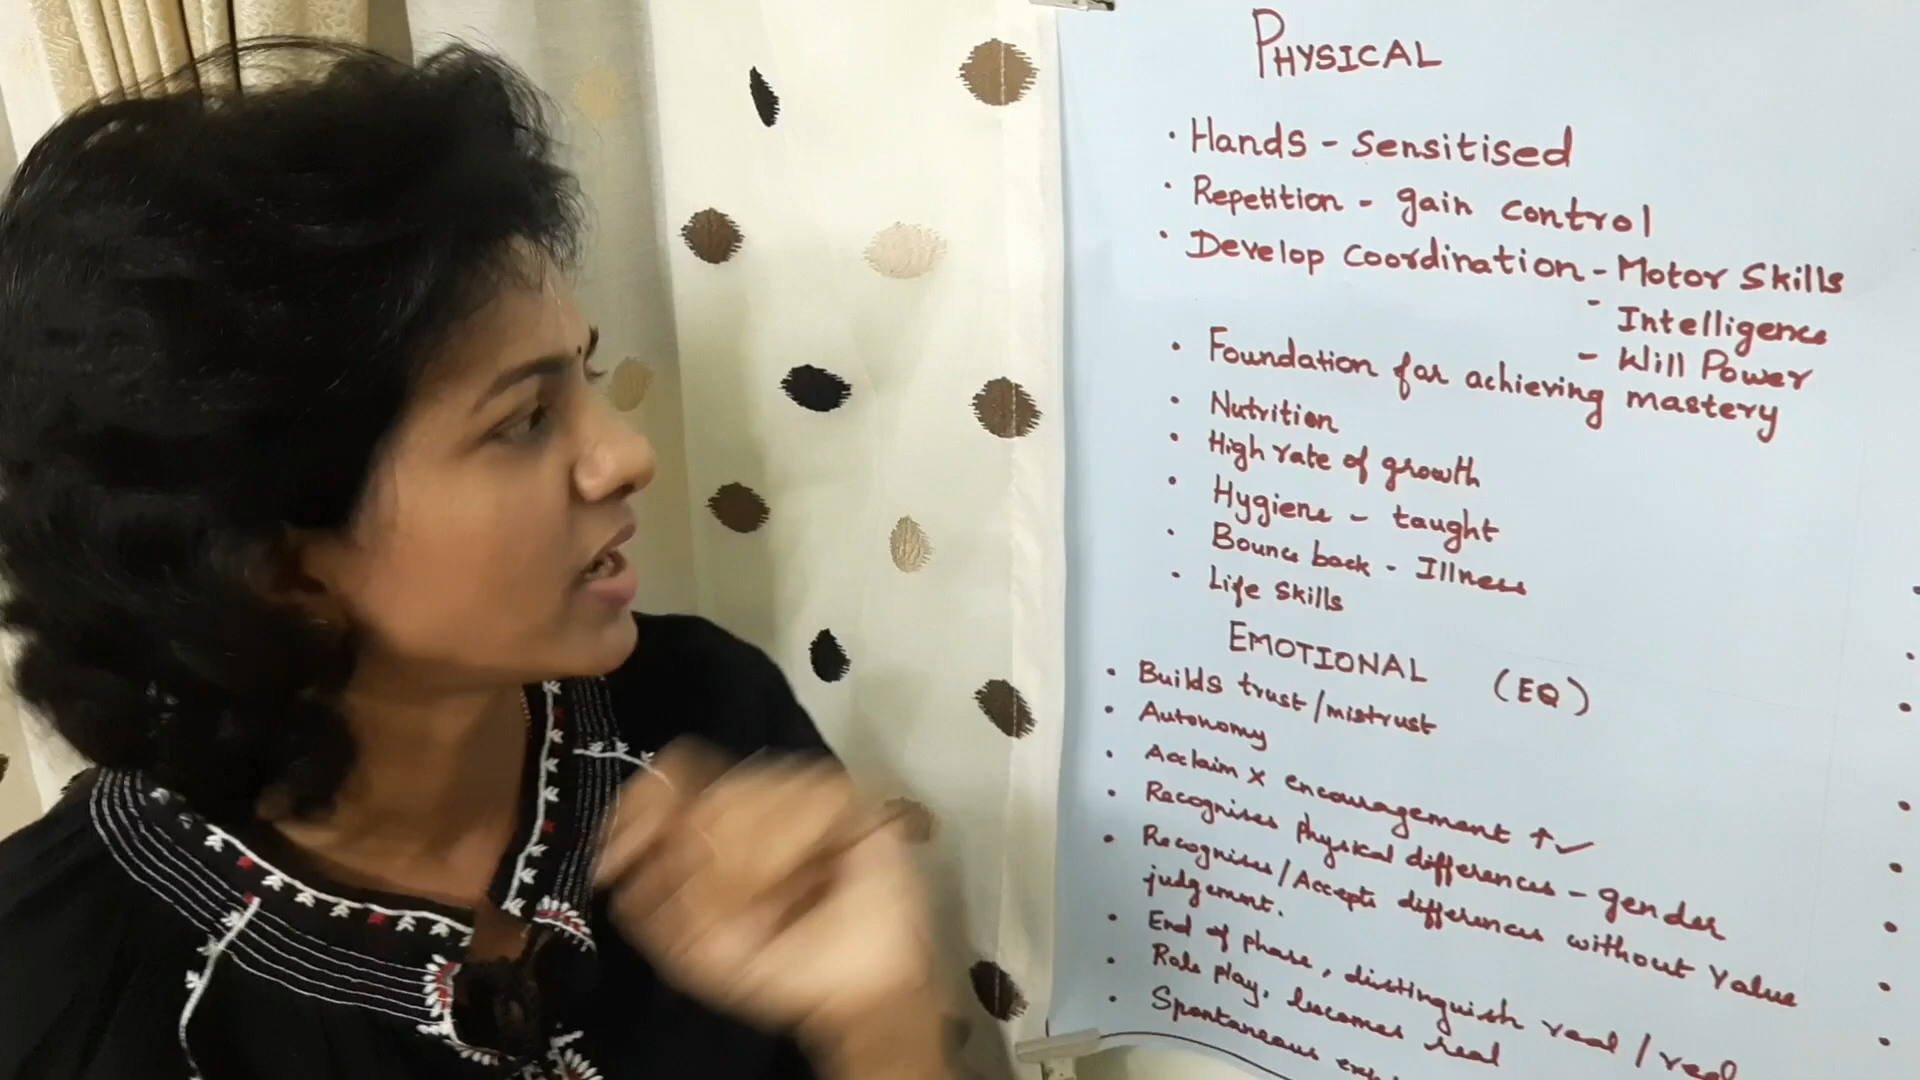 PHYSICAL
• Hands - Sensitised
• Repetition - gain control
• Develop Coordination - Motor Skills
- Intelligence
- Will Power
• Foundation for achieving mastery
• Nutrition
• High rate of growth
• Hygiene - taught
• Bounce back - Illness
• Life Skills
EMOTIONAL (EQ)
• Builds trust/mistrust
• Autonomy
• Acclaim x encouragement ↑✓
• Recognises physical differences - gender
• Recognises/Accepts differences without value
judgement.
• End of phase, distinguish real/reel
• Role play, becomes real
• Spontaneous